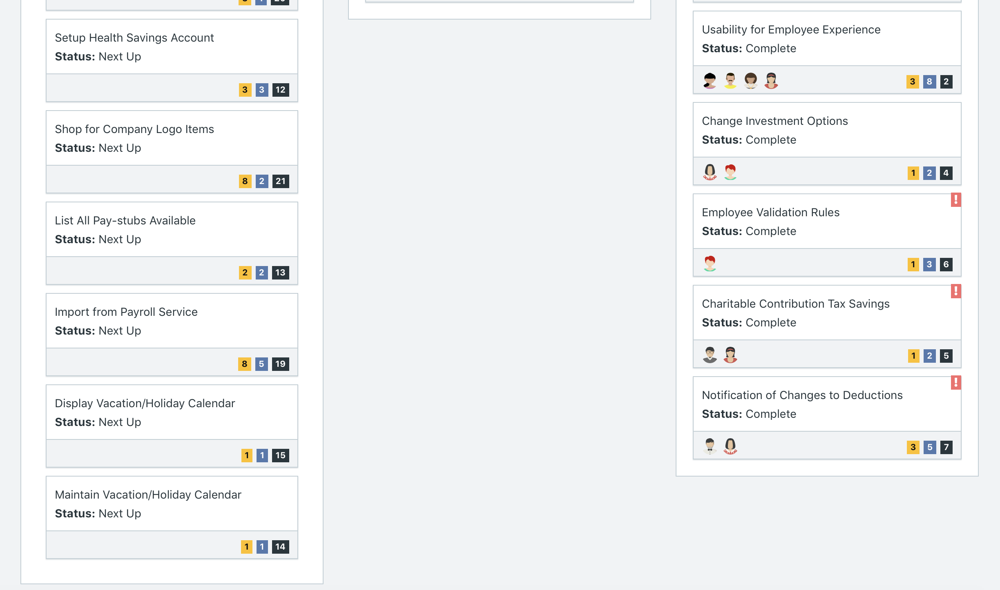 Setup Health Savings Account
Status: Next Up
3 3 12
Shop for Company Logo Items
Status: Next Up
8 2 21
List All Pay-stubs Available
Status: Next Up
2 2 13
Import from Payroll Service
Status: Next Up
8 5 19
Display Vacation/Holiday Calendar
Status: Next Up
1 1 15
Maintain Vacation/Holiday Calendar
Status: Next Up
1 1 14
Usability for Employee Experience
Status: Complete
3 8 2
Change Investment Options
Status: Complete
1 2 4
!
Employee Validation Rules
Status: Complete
1 3 6
!
Charitable Contribution Tax Savings
Status: Complete
1 2 5
!
Notification of Changes to Deductions
Status: Complete
3 5 7